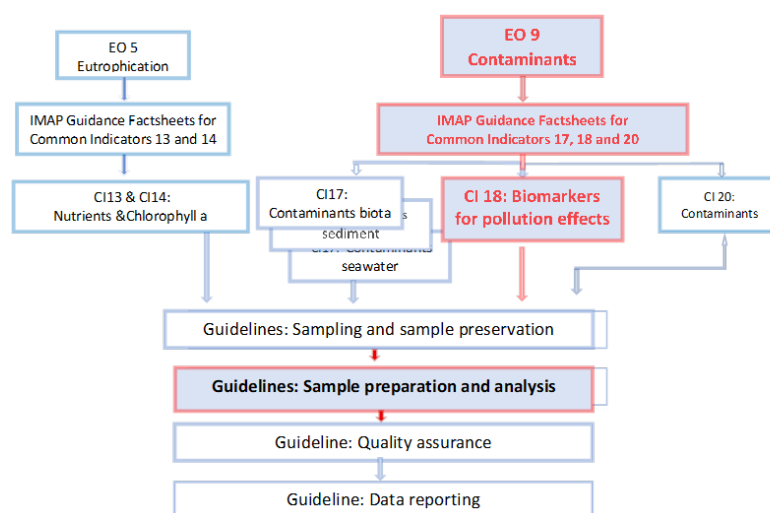 EO 5
Eutrophication
EO 9
Contaminants
IMAP Guidance Factsheets for
Common Indicators 13 and 14
IMAP Guidance Factsheets for
Common Indicators 17, 18 and 20
CI13 & CI14:
Nutrients &Chlorophyll a
CI17:
Contaminants biota
sediment
seawater
CI 18: Biomarkers
for pollution effects
CI 20:
Contaminants
Guidelines: Sampling and sample preservation
Guidelines: Sample preparation and analysis
Guideline: Quality assurance
Guideline: Data reporting